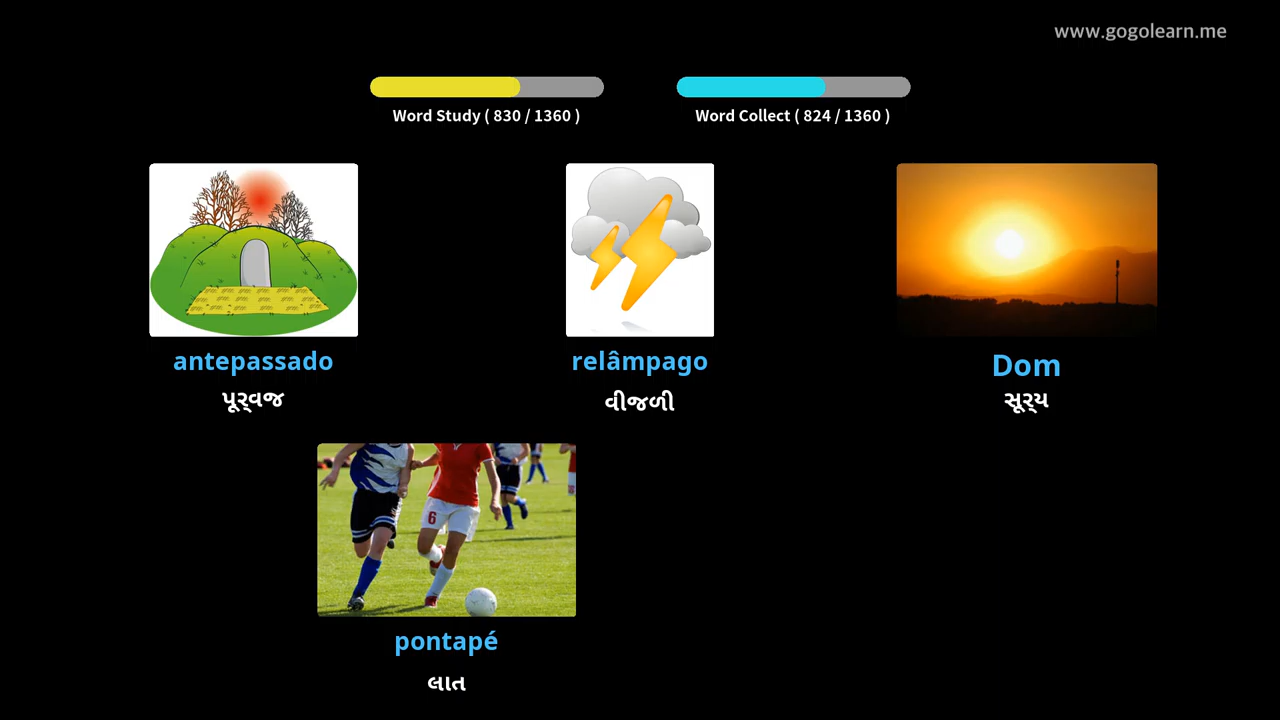 www.gogolearn.me
Word Study ( 830 / 1360 )
Word Collect ( 824 / 1360 )
antepassado
relâmpago
Dom
પૂર્વજ
વીજળી
સૂર્ય
6
pontapé
લાત